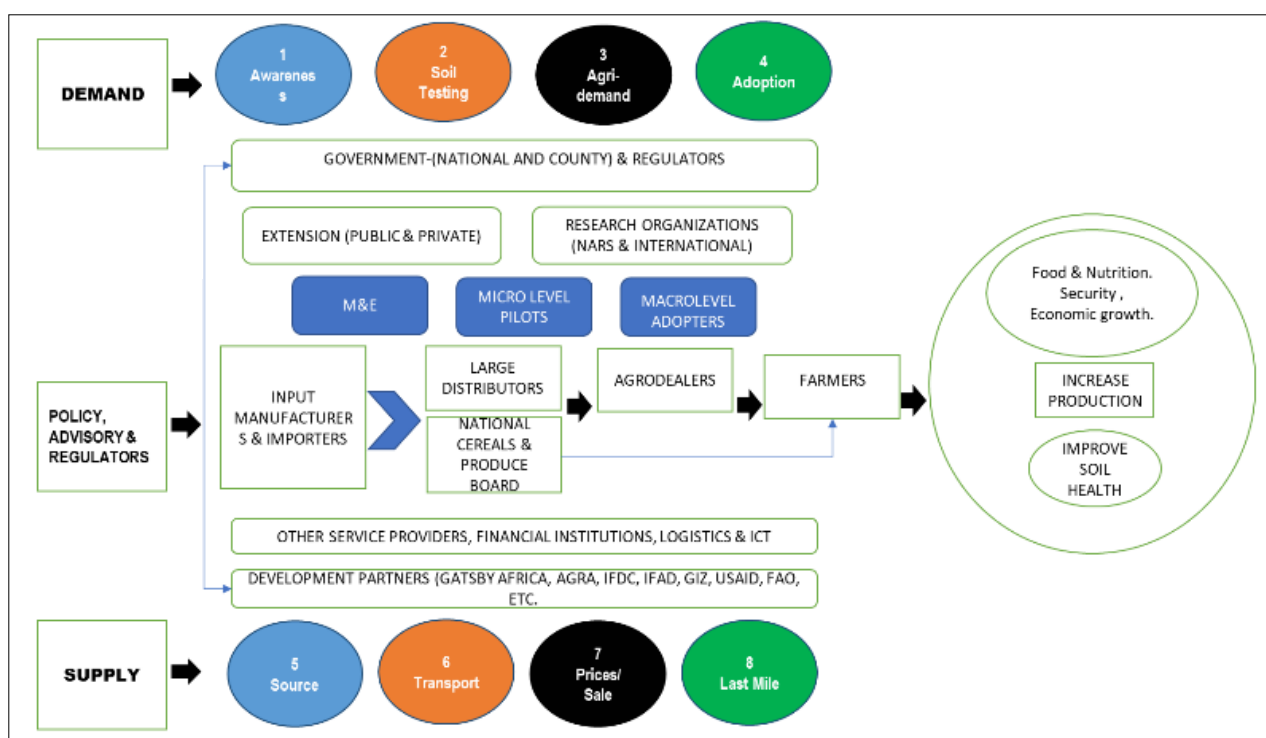 DEMAND
1
Awarenes
s
2
Soil
Testing
3
Agri-
demand
4
Adoption
GOVERNMENT-(NATIONAL AND COUNTY) & REGULATORS
EXTENSION (PUBLIC & PRIVATE)
RESEARCH ORGANIZATIONS
(NARS & INTERNATIONAL)
M&E
MICRO LEVEL
PILOTS
MACROLEVEL
ADOPTERS
POLICY,
ADVISORY &
REGULATORS
INPUT
MANUFACTURER
S & IMPORTERS
LARGE
DISTRIBUTORS
NATIONAL
CEREALS &
PRODUCE
BOARD
AGRODEALERS
FARMERS
Food & Nutrition.
Security ,
Economic growth.
INCREASE
PRODUCTION
IMPROVE
SOIL
HEALTH
OTHER SERVICE PROVIDERS, FINANCIAL INSTITUTIONS, LOGISTICS & ICT
DEVELOPMENT PARTNERS (GATSBY AFRICA, AGRA, IFDC, IFAD, GIZ, USAID, FAO,
ETC.
SUPPLY
5
Source
6
Transport
7
Prices/
Sale
8
Last Mile